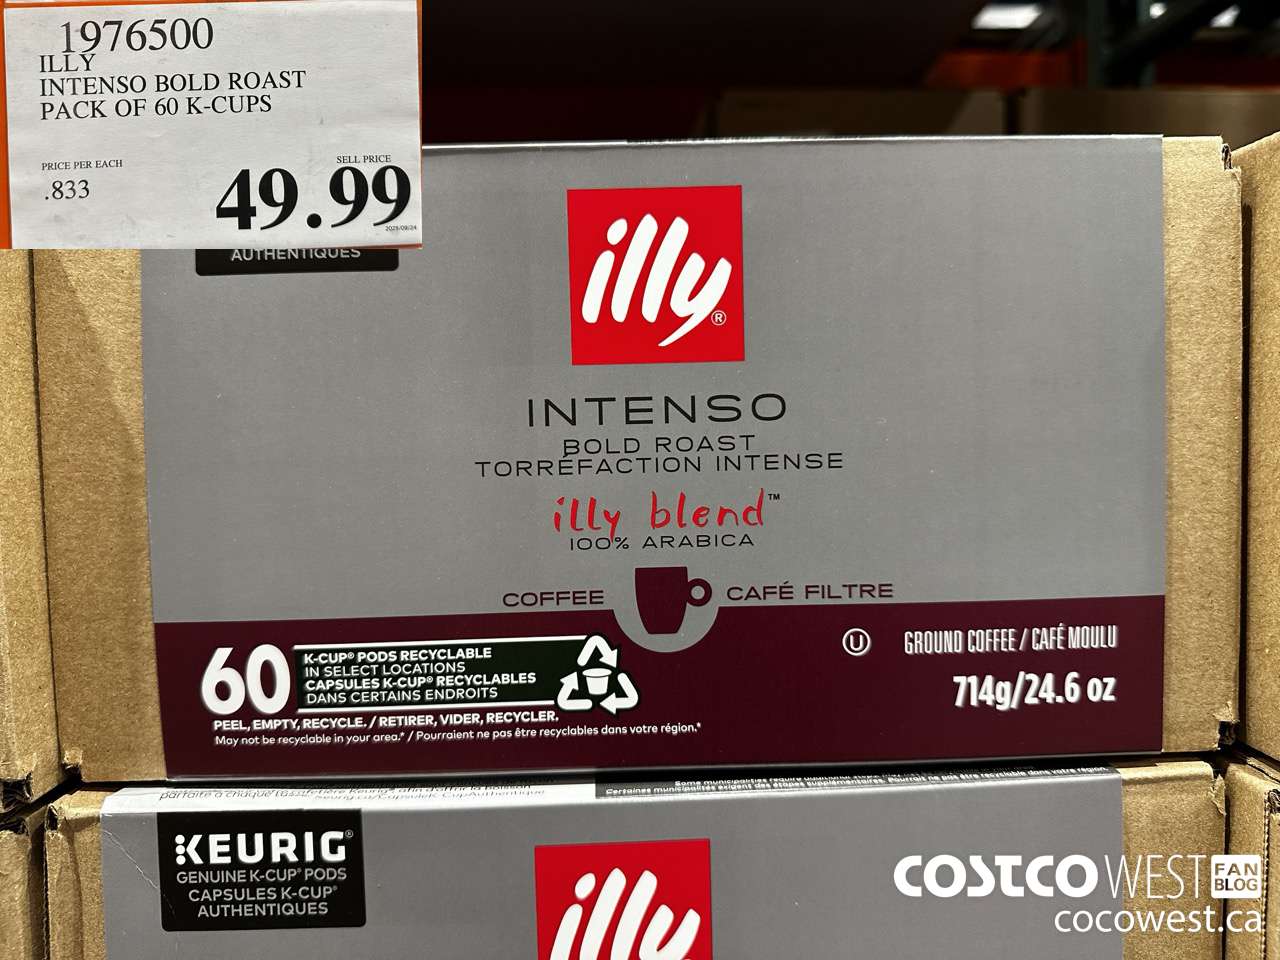 1976500
ILLY
INTENSO BOLD ROAST
PACK OF 60 K-CUPS
PRICE PER EACH
.833
SELL PRICE
49.99
AUTHENTIQUES
illy®
INTENSO
BOLD ROAST
TORRÉFACTION INTENSE
illy blend™
100% ARABICA
COFFEE CAFÉ FILTRE
60
K-CUP® PODS RECYCLABLE
IN SELECT LOCATIONS
CAPSULES K-CUP® RECYCLABLES
DANS CERTAINS ENDROITS
PEEL, EMPTY, RECYCLE. / RETIRER, VIDER, RECYCLER.
May not be recyclable in your area.* / Pourraient ne pas être recyclables dans votre région.*
U
GROUND COFFEE / CAFÉ MOULU
714g/24.6 oz
KEURIG®
GENUINE K-CUP® PODS
CAPSULES K-CUP®
AUTHENTIQUES
illy
COSTCO WEST FAN BLOG
cocowest.ca